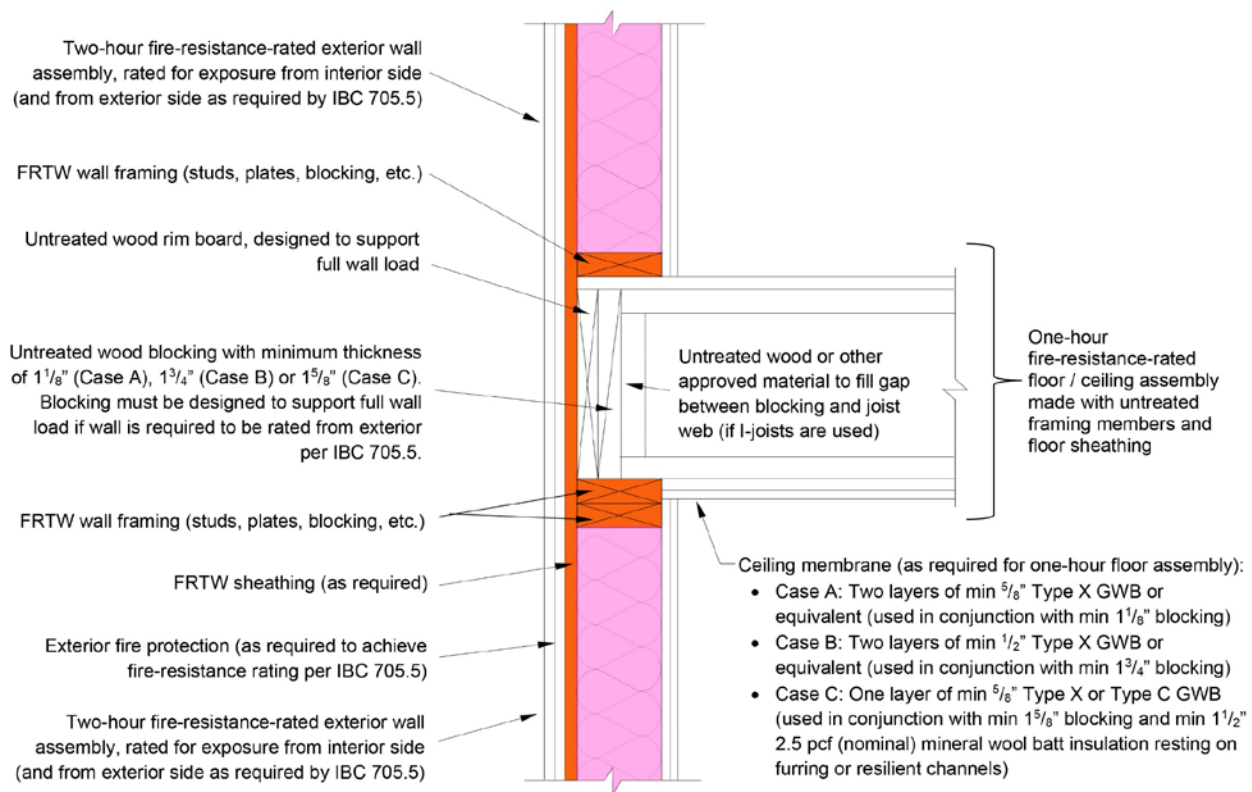 Two-hour fire-resistance-rated exterior wall
assembly, rated for exposure from interior side
(and from exterior side as required by IBC 705.5)
FRTW wall framing (studs, plates, blocking, etc.)
Untreated wood rim board, designed to support
full wall load
Untreated wood blocking with minimum thickness
of 1 1/8” (Case A), 1 3/4” (Case B) or 1 5/8” (Case C).
Blocking must be designed to support full wall
load if wall is required to be rated from exterior
per IBC 705.5.
FRTW wall framing (studs, plates, blocking, etc.)
FRTW sheathing (as required)
Exterior fire protection (as required to achieve
fire-resistance rating per IBC 705.5)
Two-hour fire-resistance-rated exterior wall
assembly, rated for exposure from interior side
(and from exterior side as required by IBC 705.5)
Untreated wood or other
approved material to fill gap
between blocking and joist
web (if I-joists are used)
One-hour
fire-resistance-rated
floor / ceiling assembly
made with untreated
framing members and
floor sheathing
Ceiling membrane (as required for one-hour floor assembly):
• Case A: Two layers of min 5/8” Type X GWB or
equivalent (used in conjunction with min 1 1/8” blocking)
• Case B: Two layers of min 1/2” Type X GWB or
equivalent (used in conjunction with min 1 3/4” blocking)
• Case C: One layer of min 5/8” Type X or Type C GWB
(used in conjunction with min 1 5/8” blocking and min 1 1/2”
2.5 pcf (nominal) mineral wool batt insulation resting on
furring or resilient channels)